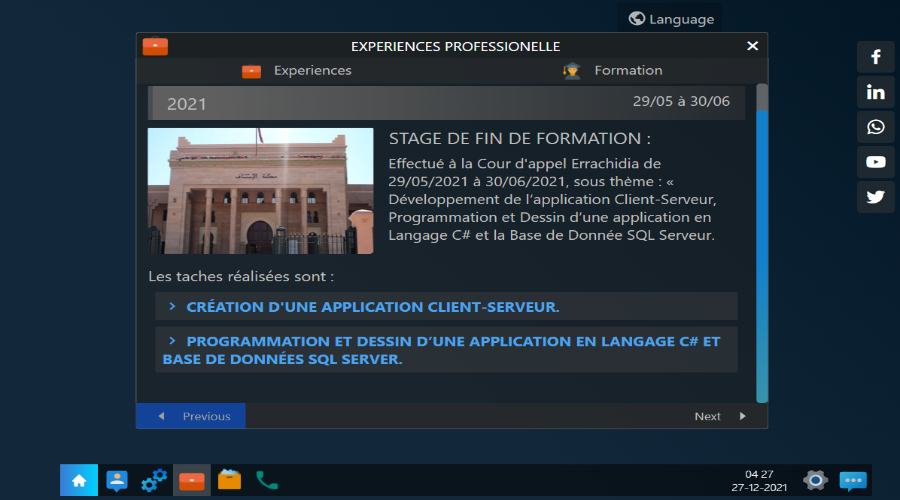 Language
EXPERIENCES PROFESSIONELLE
Experiences
Formation
2021
29/05 à 30/06
STAGE DE FIN DE FORMATION :
Effectué à la Cour d'appel Errachidia de
29/05/2021 à 30/06/2021, sous thème : «
Développement de l’application Client-Serveur,
Programmation et Dessin d’une application en
Langage C# et la Base de Donnée SQL Serveur.
محكمة الإستئناف
Les taches réalisées sont :
CRÉATION D'UNE APPLICATION CLIENT-SERVEUR.
PROGRAMMATION ET DESSIN D’UNE APPLICATION EN LANGAGE C# ET
BASE DE DONNÉES SQL SERVER.
Previous
Next
04 27
27-12-2021